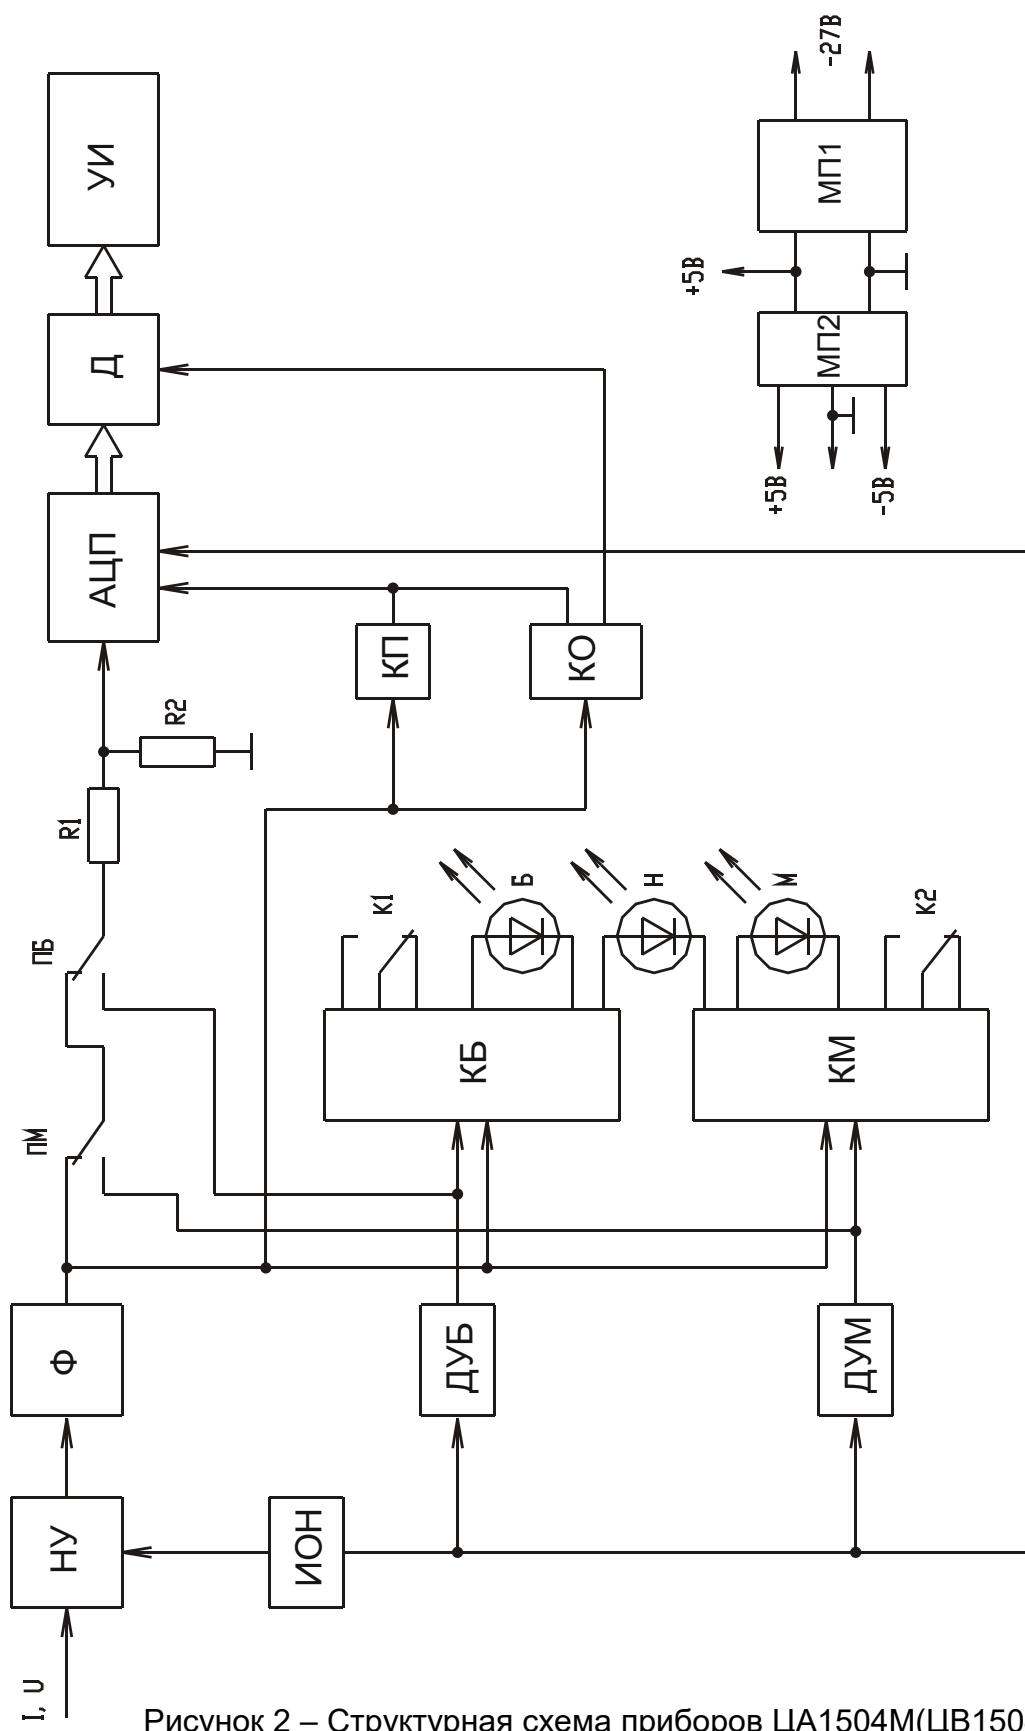 I, U
НУ
Ф
ИОН
ДУБ
ДУМ
ПМ
ПБ
R1
R2
КБ
КМ
К1
Б
Н
М
К2
КП
КО
АЦП
Д
УИ
+5В
-5В
МП2
+5В
МП1
-27В
Рисунок 2 – Структурная схема приборов ЦА1504М(ЦВ150